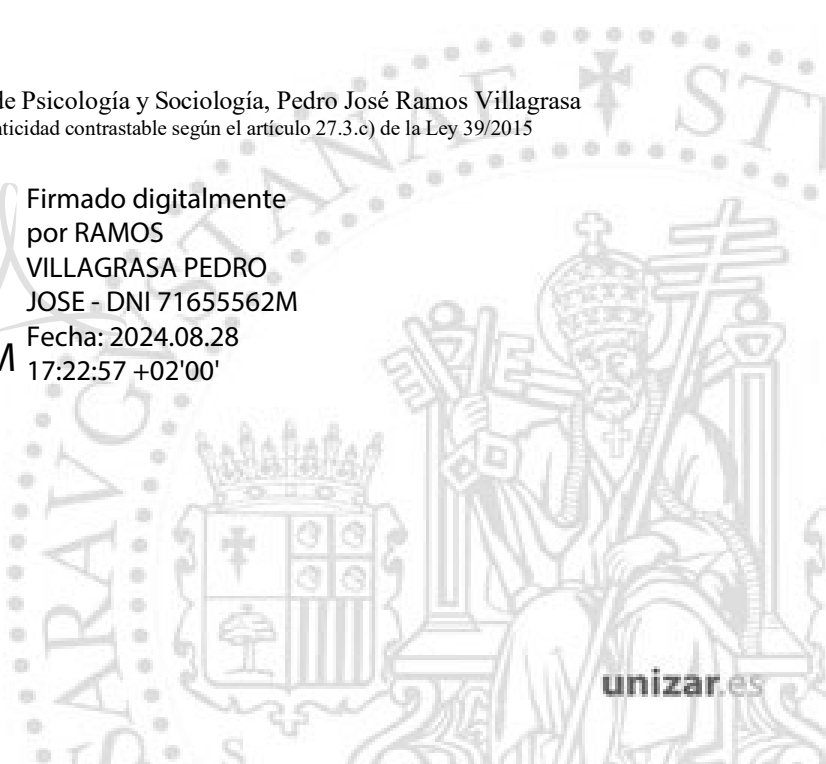 de Psicología y Sociología, Pedro José Ramos Villagrasa
nticidad contrastable según el artículo 27.3.c) de la Ley 39/2015
Firmado digitalmente
por RAMOS
VILLAGRASA PEDRO
JOSE - DNI 71655562M
Fecha: 2024.08.28
17:22:57 +02'00'
M
unizar.es